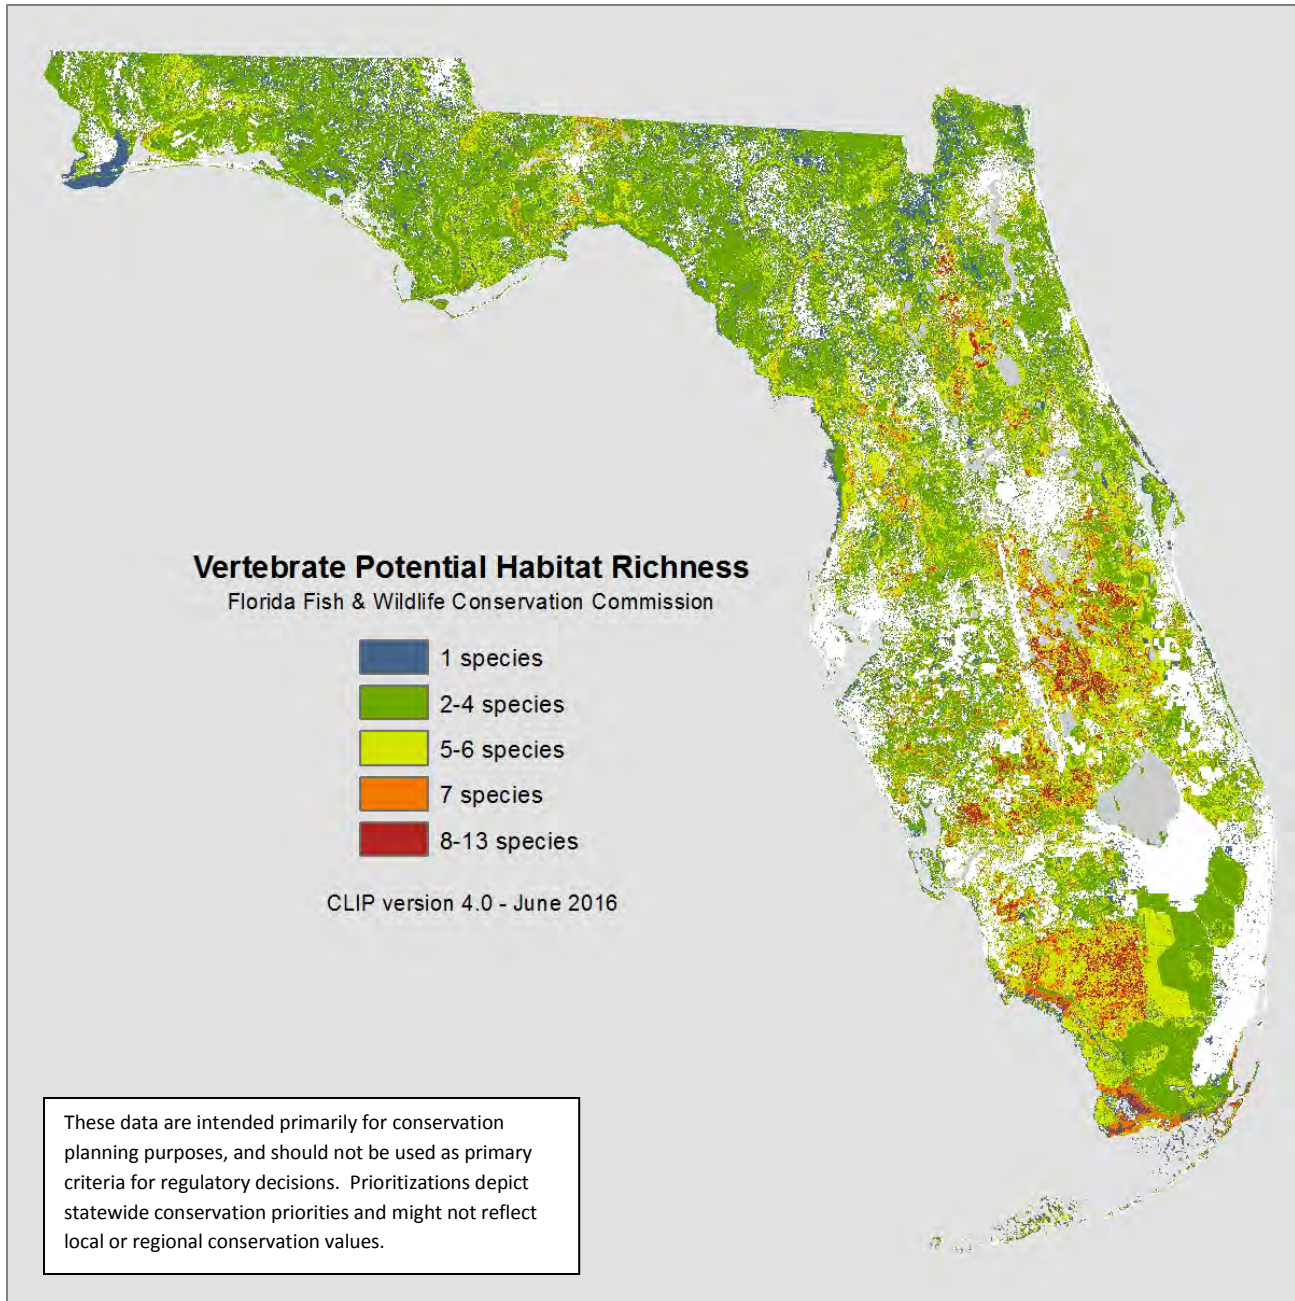 Vertebrate Potential Habitat Richness
Florida Fish & Wildlife Conservation Commission
1 species
2-4 species
5-6 species
7 species
8-13 species
CLIP version 4.0 - June 2016
These data are intended primarily for conservation
planning purposes, and should not be used as primary
criteria for regulatory decisions.  Prioritizations depict
statewide conservation priorities and might not reflect
local or regional conservation values.